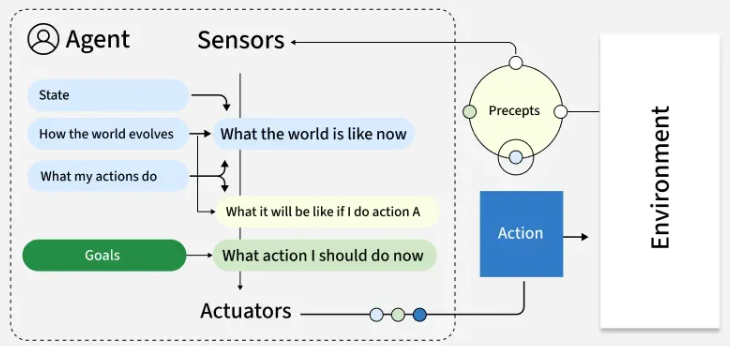 Agent
Sensors
State
How the world evolves
What the world is like now
What my actions do
What it will be like if I do action A
Goals
What action I should do now
Actuators
Precepts
Action
Environment